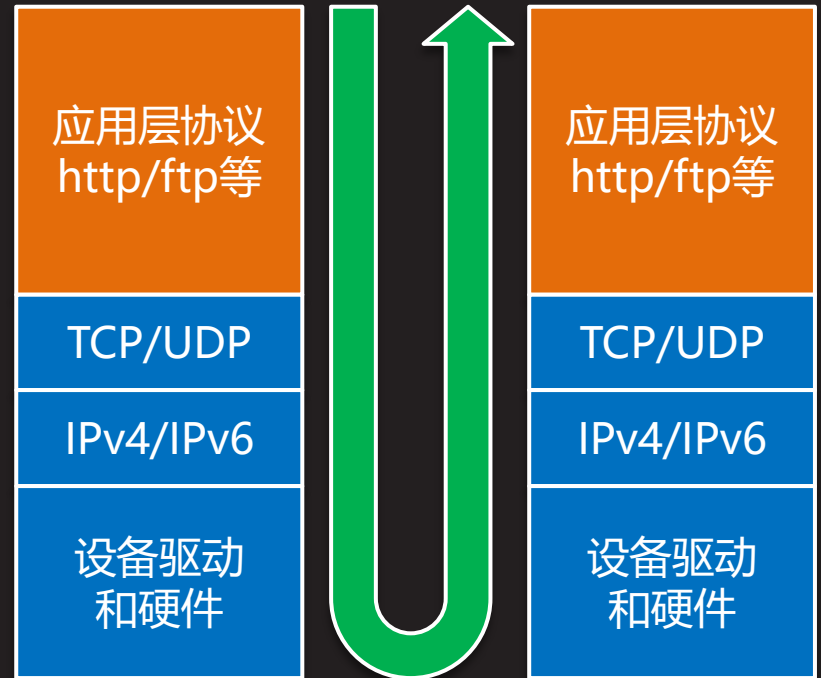 应用层协议
http/ftp等
TCP/UDP
IPv4/IPv6
设备驱动
和硬件
应用层协议
http/ftp等
TCP/UDP
IPv4/IPv6
设备驱动
和硬件